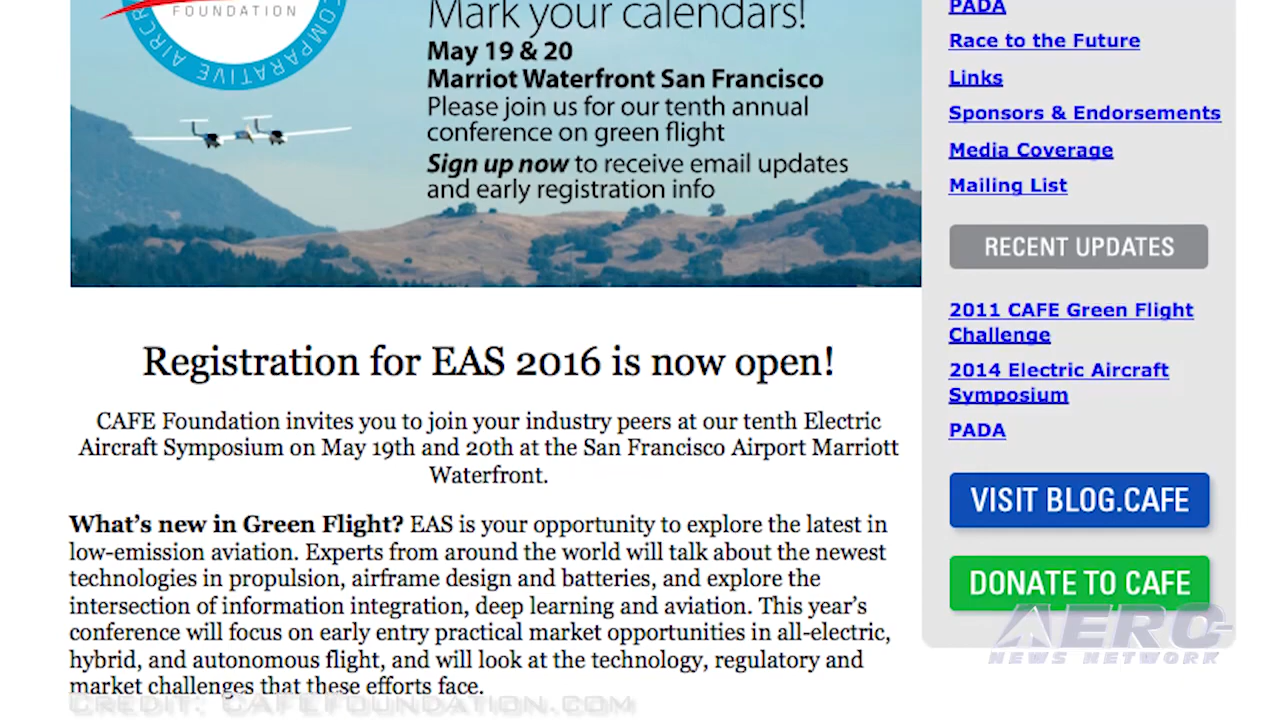 FOUNDATION
COMPARATIVE AIRCR
Mark your calendars!
May 19 & 20
Marriot Waterfront San Francisco
Please join us for our tenth annual
conference on green flight
Sign up now to receive email updates
and early registration info
Registration for EAS 2016 is now open!
CAFE Foundation invites you to join your industry peers at our tenth Electric
Aircraft Symposium on May 19th and 20th at the San Francisco Airport Marriott
Waterfront.
What's new in Green Flight? EAS is your opportunity to explore the latest in
low-emission aviation. Experts from around the world will talk about the newest
technologies in propulsion, airframe design and batteries, and explore the
intersection of information integration, deep learning and aviation. This year's
conference will focus on early entry practical market opportunities in all-electric,
hybrid, and autonomous flight, and will look at the technology, regulatory and
market challenges that these efforts face.
Credit: CAFEFoundation.com
PADA
Race to the Future
Links
Sponsors & Endorsements
Media Coverage
Mailing List
RECENT UPDATES
2011 CAFE Green Flight
Challenge
2014 Electric Aircraft
Symposium
PADA
VISIT BLOG.CAFE
DONATE TO CAFE
AERO
NEWS NETWORK